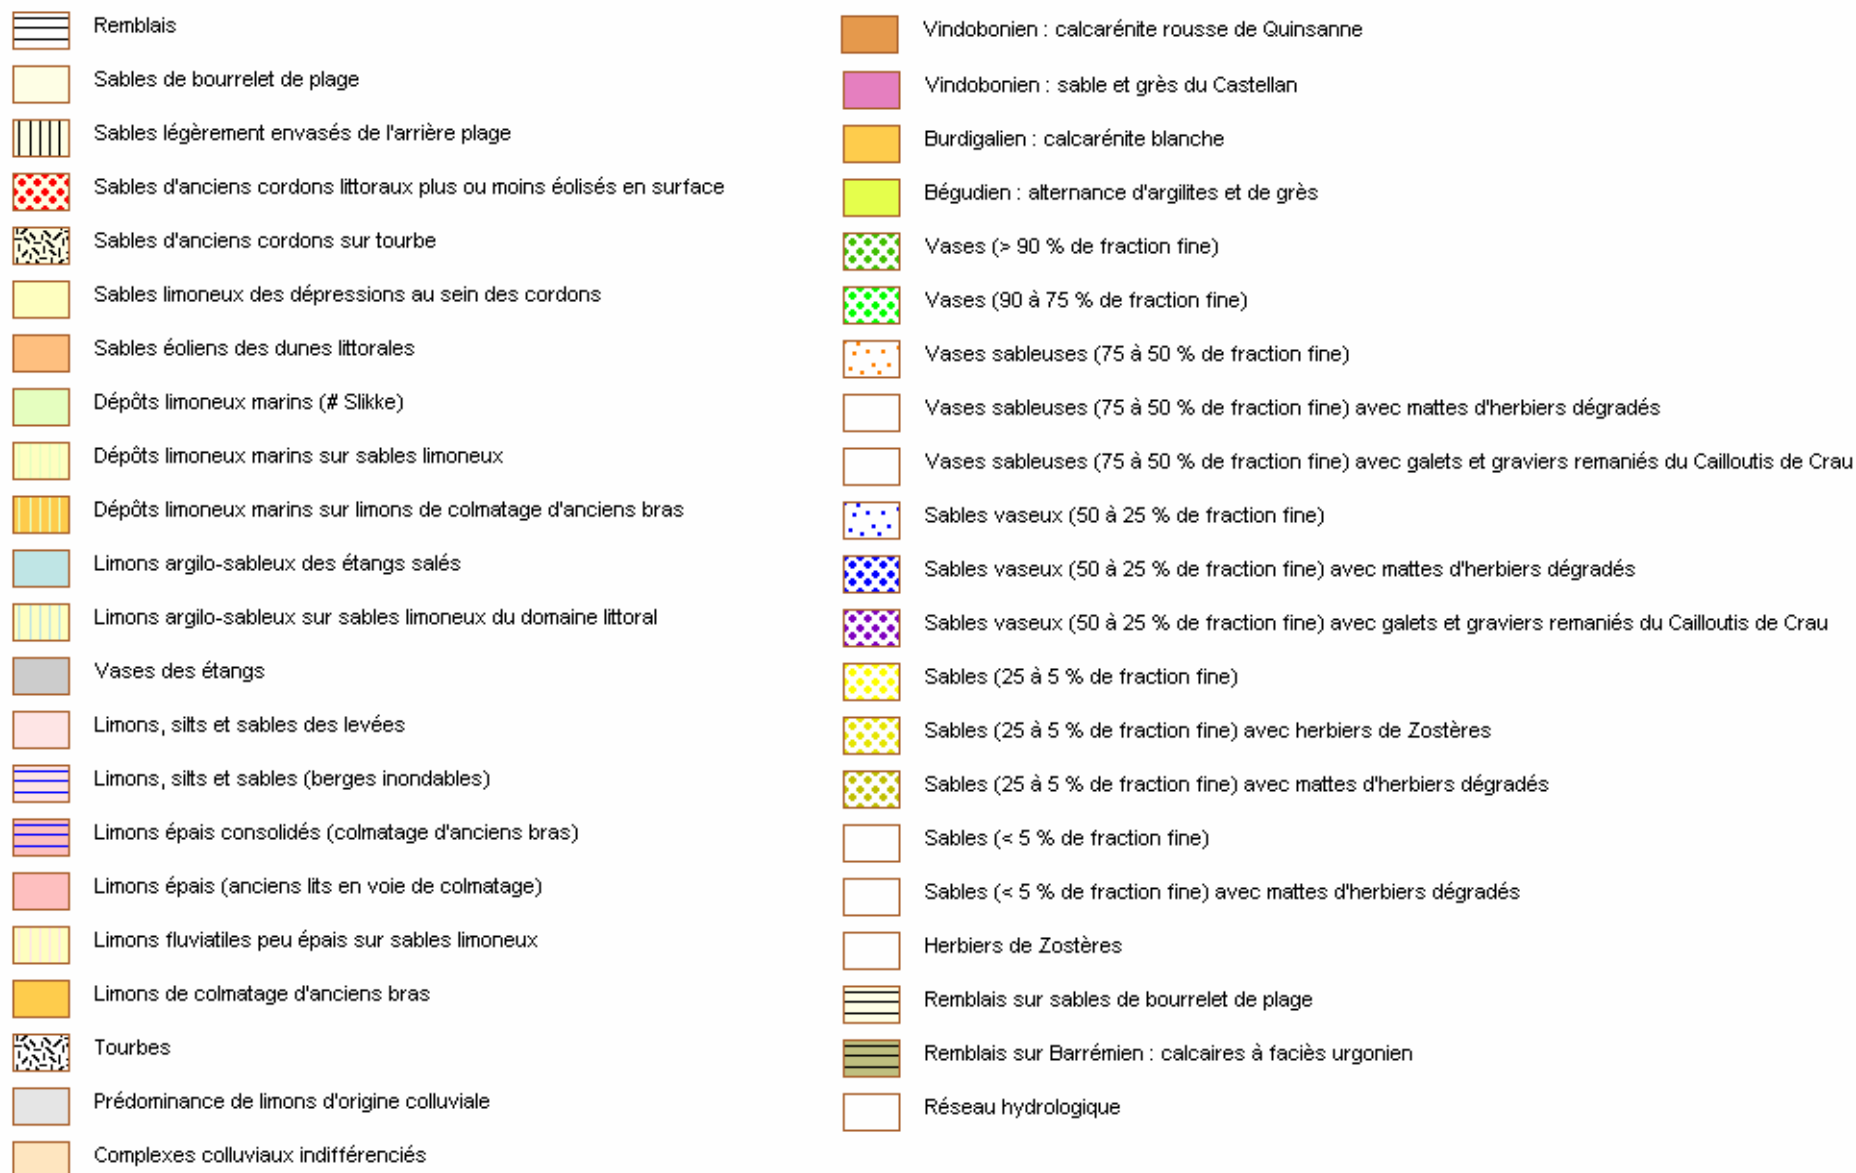 Remblais
Sables de bourrelet de plage
Sables légèrement envasés de l'arrière plage
Sables d'anciens cordons littoraux plus ou moins éolisés en surface
Sables d'anciens cordons sur tourbe
Sables limoneux des dépressions au sein des cordons
Sables éoliens des dunes littorales
Dépôts limoneux marins (# Slikke)
Dépôts limoneux marins sur sables limoneux
Dépôts limoneux marins sur limons de colmatage d'anciens bras
Limons argilo-sableux des étangs salés
Limons argilo-sableux sur sables limoneux du domaine littoral
Vases des étangs
Limons, silts et sables des levées
Limons, silts et sables (berges inondables)
Limons épais consolidés (colmatage d'anciens bras)
Limons épais (anciens lits en voie de colmatage)
Limons fluviatiles peu épais sur sables limoneux
Limons de colmatage d'anciens bras
Tourbes
Prédominance de limons d'origine colluviale
Complexes colluviaux indifférenciés
Vindobonien : calcarénite rousse de Quinsanne
Vindobonien : sable et grès du Castellan
Burdigalien : calcarénite blanche
Bégudien : alternance d'argilites et de grès
Vases (> 90 % de fraction fine)
Vases (90 à 75 % de fraction fine)
Vases sableuses (75 à 50 % de fraction fine)
Vases sableuses (75 à 50 % de fraction fine) avec mattes d'herbiers dégradés
Vases sableuses (75 à 50 % de fraction fine) avec galets et graviers remaniés du Cailloutis de Crau
Sables vaseux (50 à 25 % de fraction fine)
Sables vaseux (50 à 25 % de fraction fine) avec mattes d'herbiers dégradés
Sables vaseux (50 à 25 % de fraction fine) avec galets et graviers remaniés du Cailloutis de Crau
Sables (25 à 5 % de fraction fine)
Sables (25 à 5 % de fraction fine) avec herbiers de Zostères
Sables (25 à 5 % de fraction fine) avec mattes d'herbiers dégradés
Sables (< 5 % de fraction fine)
Sables (< 5 % de fraction fine) avec mattes d'herbiers dégradés
Herbiers de Zostères
Remblais sur sables de bourrelet de plage
Remblais sur Barrémien : calcaires à faciès urgonien
Réseau hydrologique